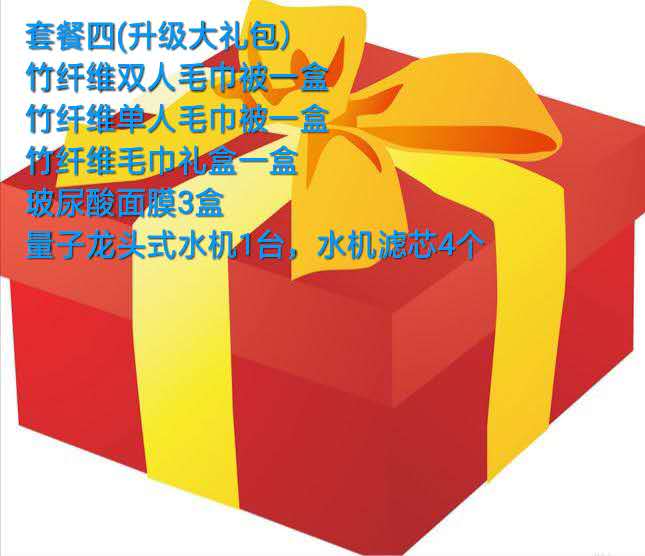 套餐四(升级大礼包)
竹纤维双人毛巾被一盒
竹纤维单人毛巾被一盒
竹纤维毛巾礼盒一盒
玻尿酸面膜3盒
量子龙头式水机1台，水机滤芯4个